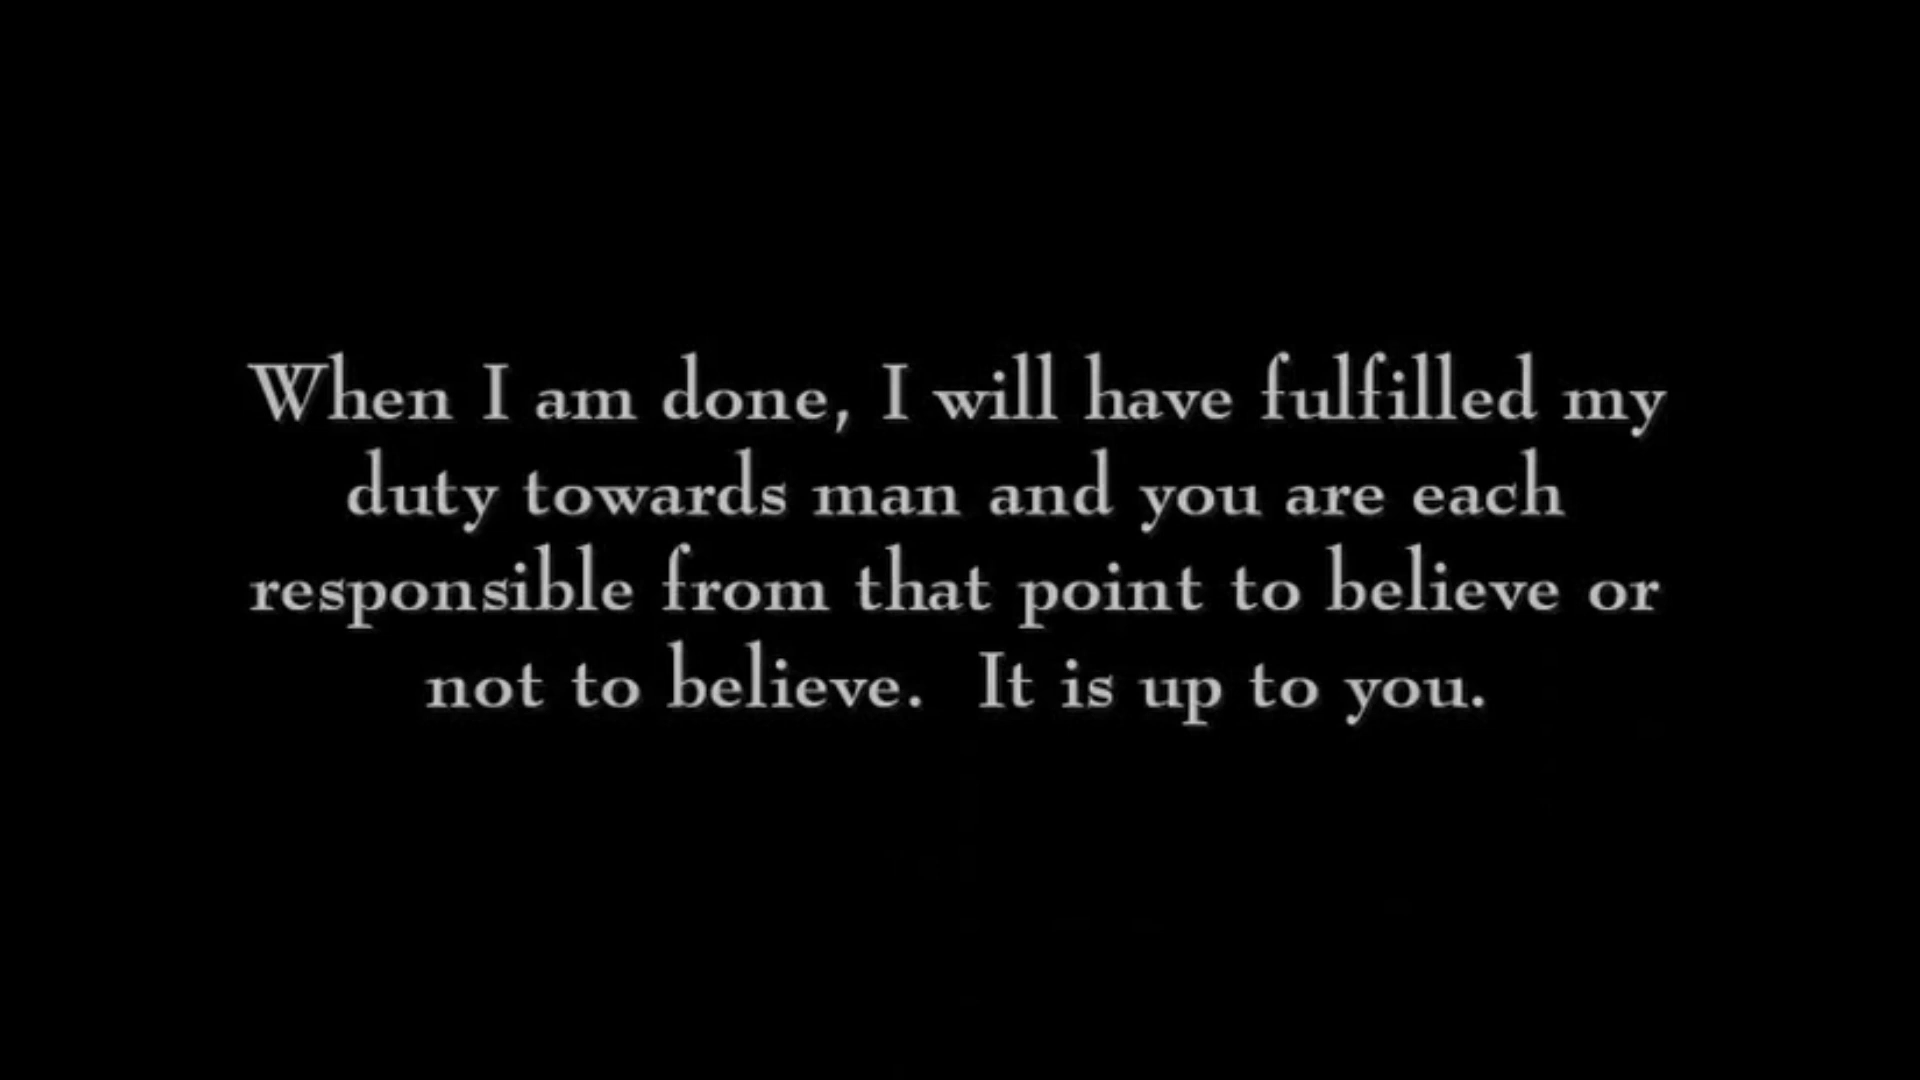 When I am done, I will have fulfilled my
duty towards man and you are each
responsible from that point to believe or
not to believe.  It is up to you.